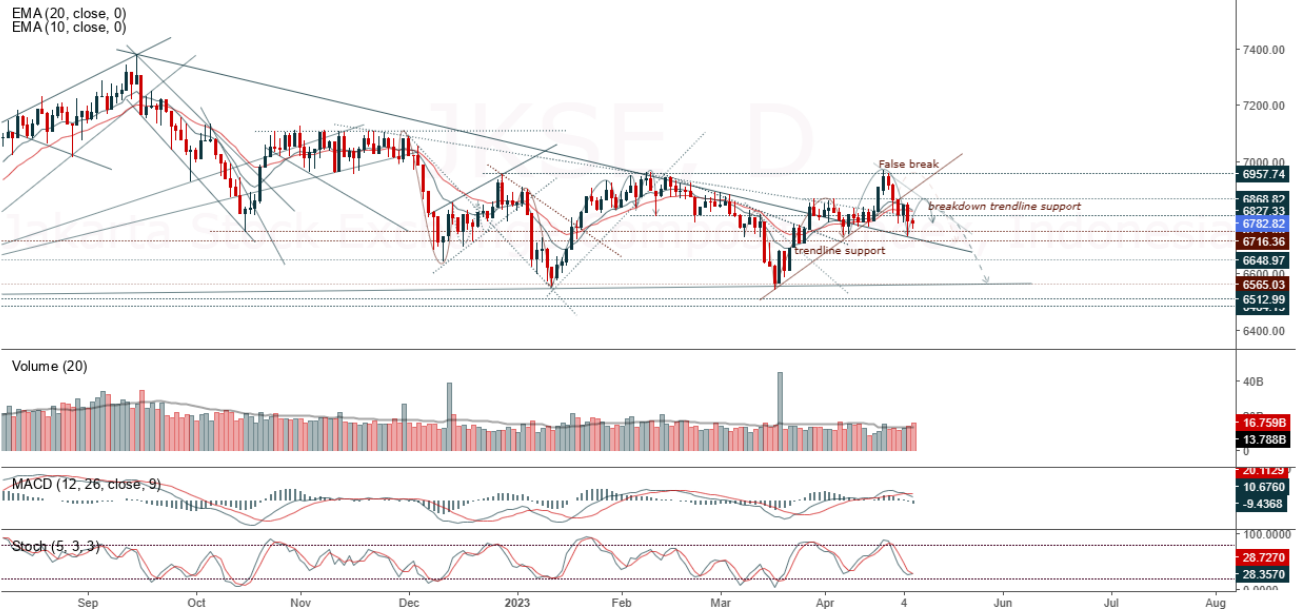 EMA (20, close, 0)
EMA (10, close, 0)
JKSE, D
7400.00
7200.00
7000.00
False break
6957.74
6868.82
breakdown trendline support
6827.33
6782.82
6716.36
trendline support
6648.97
6600.00
6565.03
6512.99
6400.00
Volume (20)
40B
16.759B
13.788B
0
MACD (12, 26, close, 9)
20.1129
10.6760
-9.4368
Stoch (5, 3, 3)
100.0000
28.7270
28.3570
0.0000
Sep
Oct
Nov
Dec
2023
Feb
Mar
Apr
4
Jun
Jul
Aug